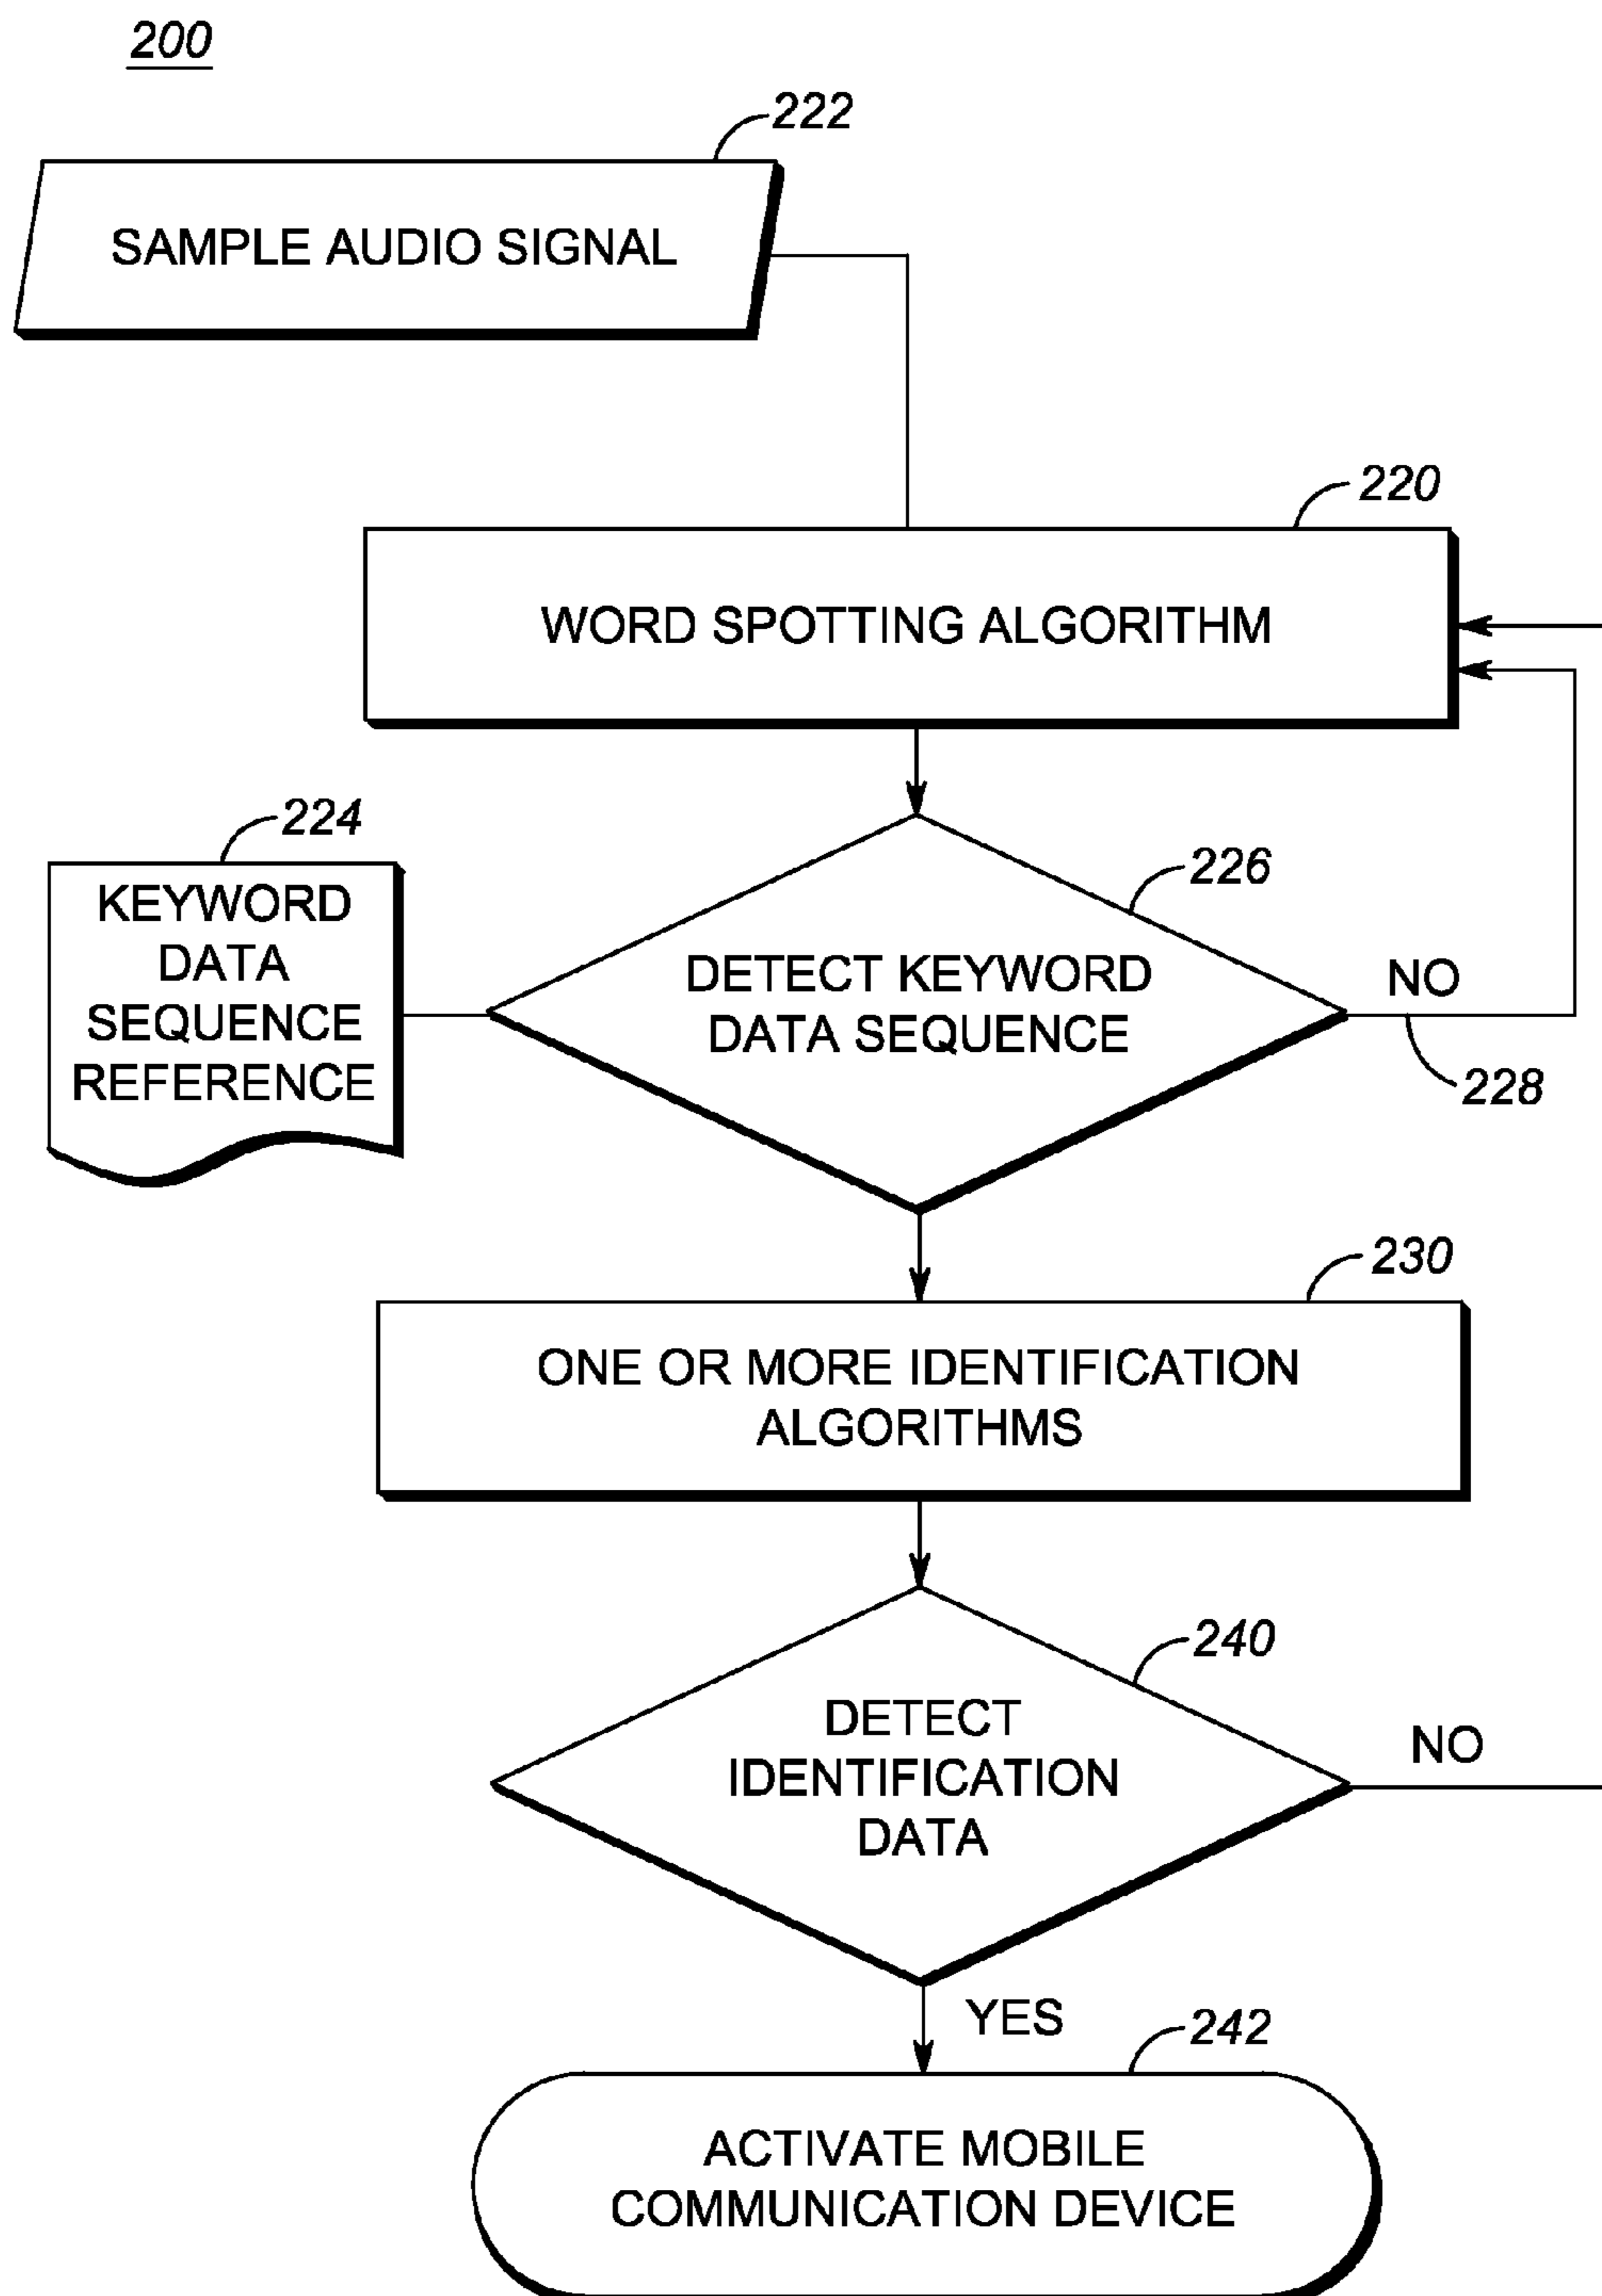 200
222
SAMPLE AUDIO SIGNAL
220
WORD SPOTTING ALGORITHM
224
KEYWORD
DATA
SEQUENCE
REFERENCE
226
DETECT KEYWORD
DATA SEQUENCE
NO
228
230
ONE OR MORE IDENTIFICATION
ALGORITHMS
240
DETECT
IDENTIFICATION
DATA
NO
YES
242
ACTIVATE MOBILE
COMMUNICATION DEVICE